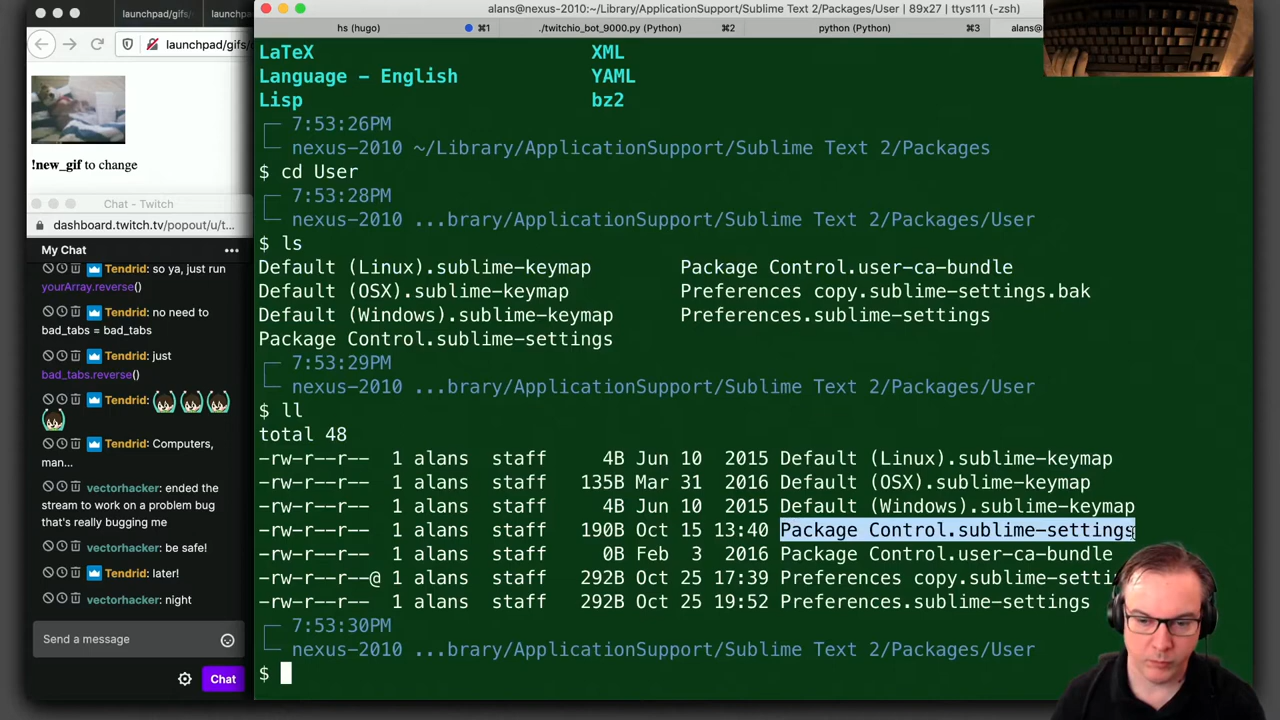 launchpad/gifs/
launchpad/gifs/
!new_gif to change
Chat - Twitch
dashboard.twitch.tv/popout/u/t...
My Chat
Tendrid: so ya, just run
yourArray.reverse()
Tendrid: no need to
bad_tabs = bad_tabs
Tendrid: just
bad_tabs.reverse()
Tendrid:
Tendrid: Computers,
man...
vectorhacker: ended the
stream to work on a problem bug
that's really bugging me
vectorhacker: be safe!
vectorhacker: later!
vectorhacker: night
Send a message
Chat
alans@nexus-2010:~/Library/ApplicationSupport/Sublime Text 2/Packages/User | 89x27 | ttys111 (-zsh)
hs (hugo) ⌘1 ./twitchio_bot_9000.py (Python) ⌘2 python (Python) ⌘3 alans@
LaTeX XML
Language - English YAML
Lisp bz2
7:53:26PM
nexus-2010 ~/Library/ApplicationSupport/Sublime Text 2/Packages
$ cd User
7:53:28PM
nexus-2010 ...brary/ApplicationSupport/Sublime Text 2/Packages/User
$ ls
Default (Linux).sublime-keymap Package Control.user-ca-bundle
Default (OSX).sublime-keymap Preferences copy.sublime-settings.bak
Default (Windows).sublime-keymap Preferences.sublime-settings
Package Control.sublime-settings
7:53:29PM
nexus-2010 ...brary/ApplicationSupport/Sublime Text 2/Packages/User
$ ll
total 48
-rw-r--r-- 1 alans staff 4B Jun 10 2015 Default (Linux).sublime-keymap
-rw-r--r-- 1 alans staff 135B Mar 31 2016 Default (OSX).sublime-keymap
-rw-r--r-- 1 alans staff 4B Jun 10 2015 Default (Windows).sublime-keymap
-rw-r--r-- 1 alans staff 190B Oct 15 13:40 Package Control.sublime-settings
-rw-r--r-- 1 alans staff 0B Feb 3 2016 Package Control.user-ca-bundle
-rw-r--r--@ 1 alans staff 292B Oct 25 17:39 Preferences copy.sublime-setti
-rw-r--r-- 1 alans staff 292B Oct 25 19:52 Preferences.sublime-settings
7:53:30PM
nexus-2010 ...brary/ApplicationSupport/Sublime Text 2/Packages/User
$